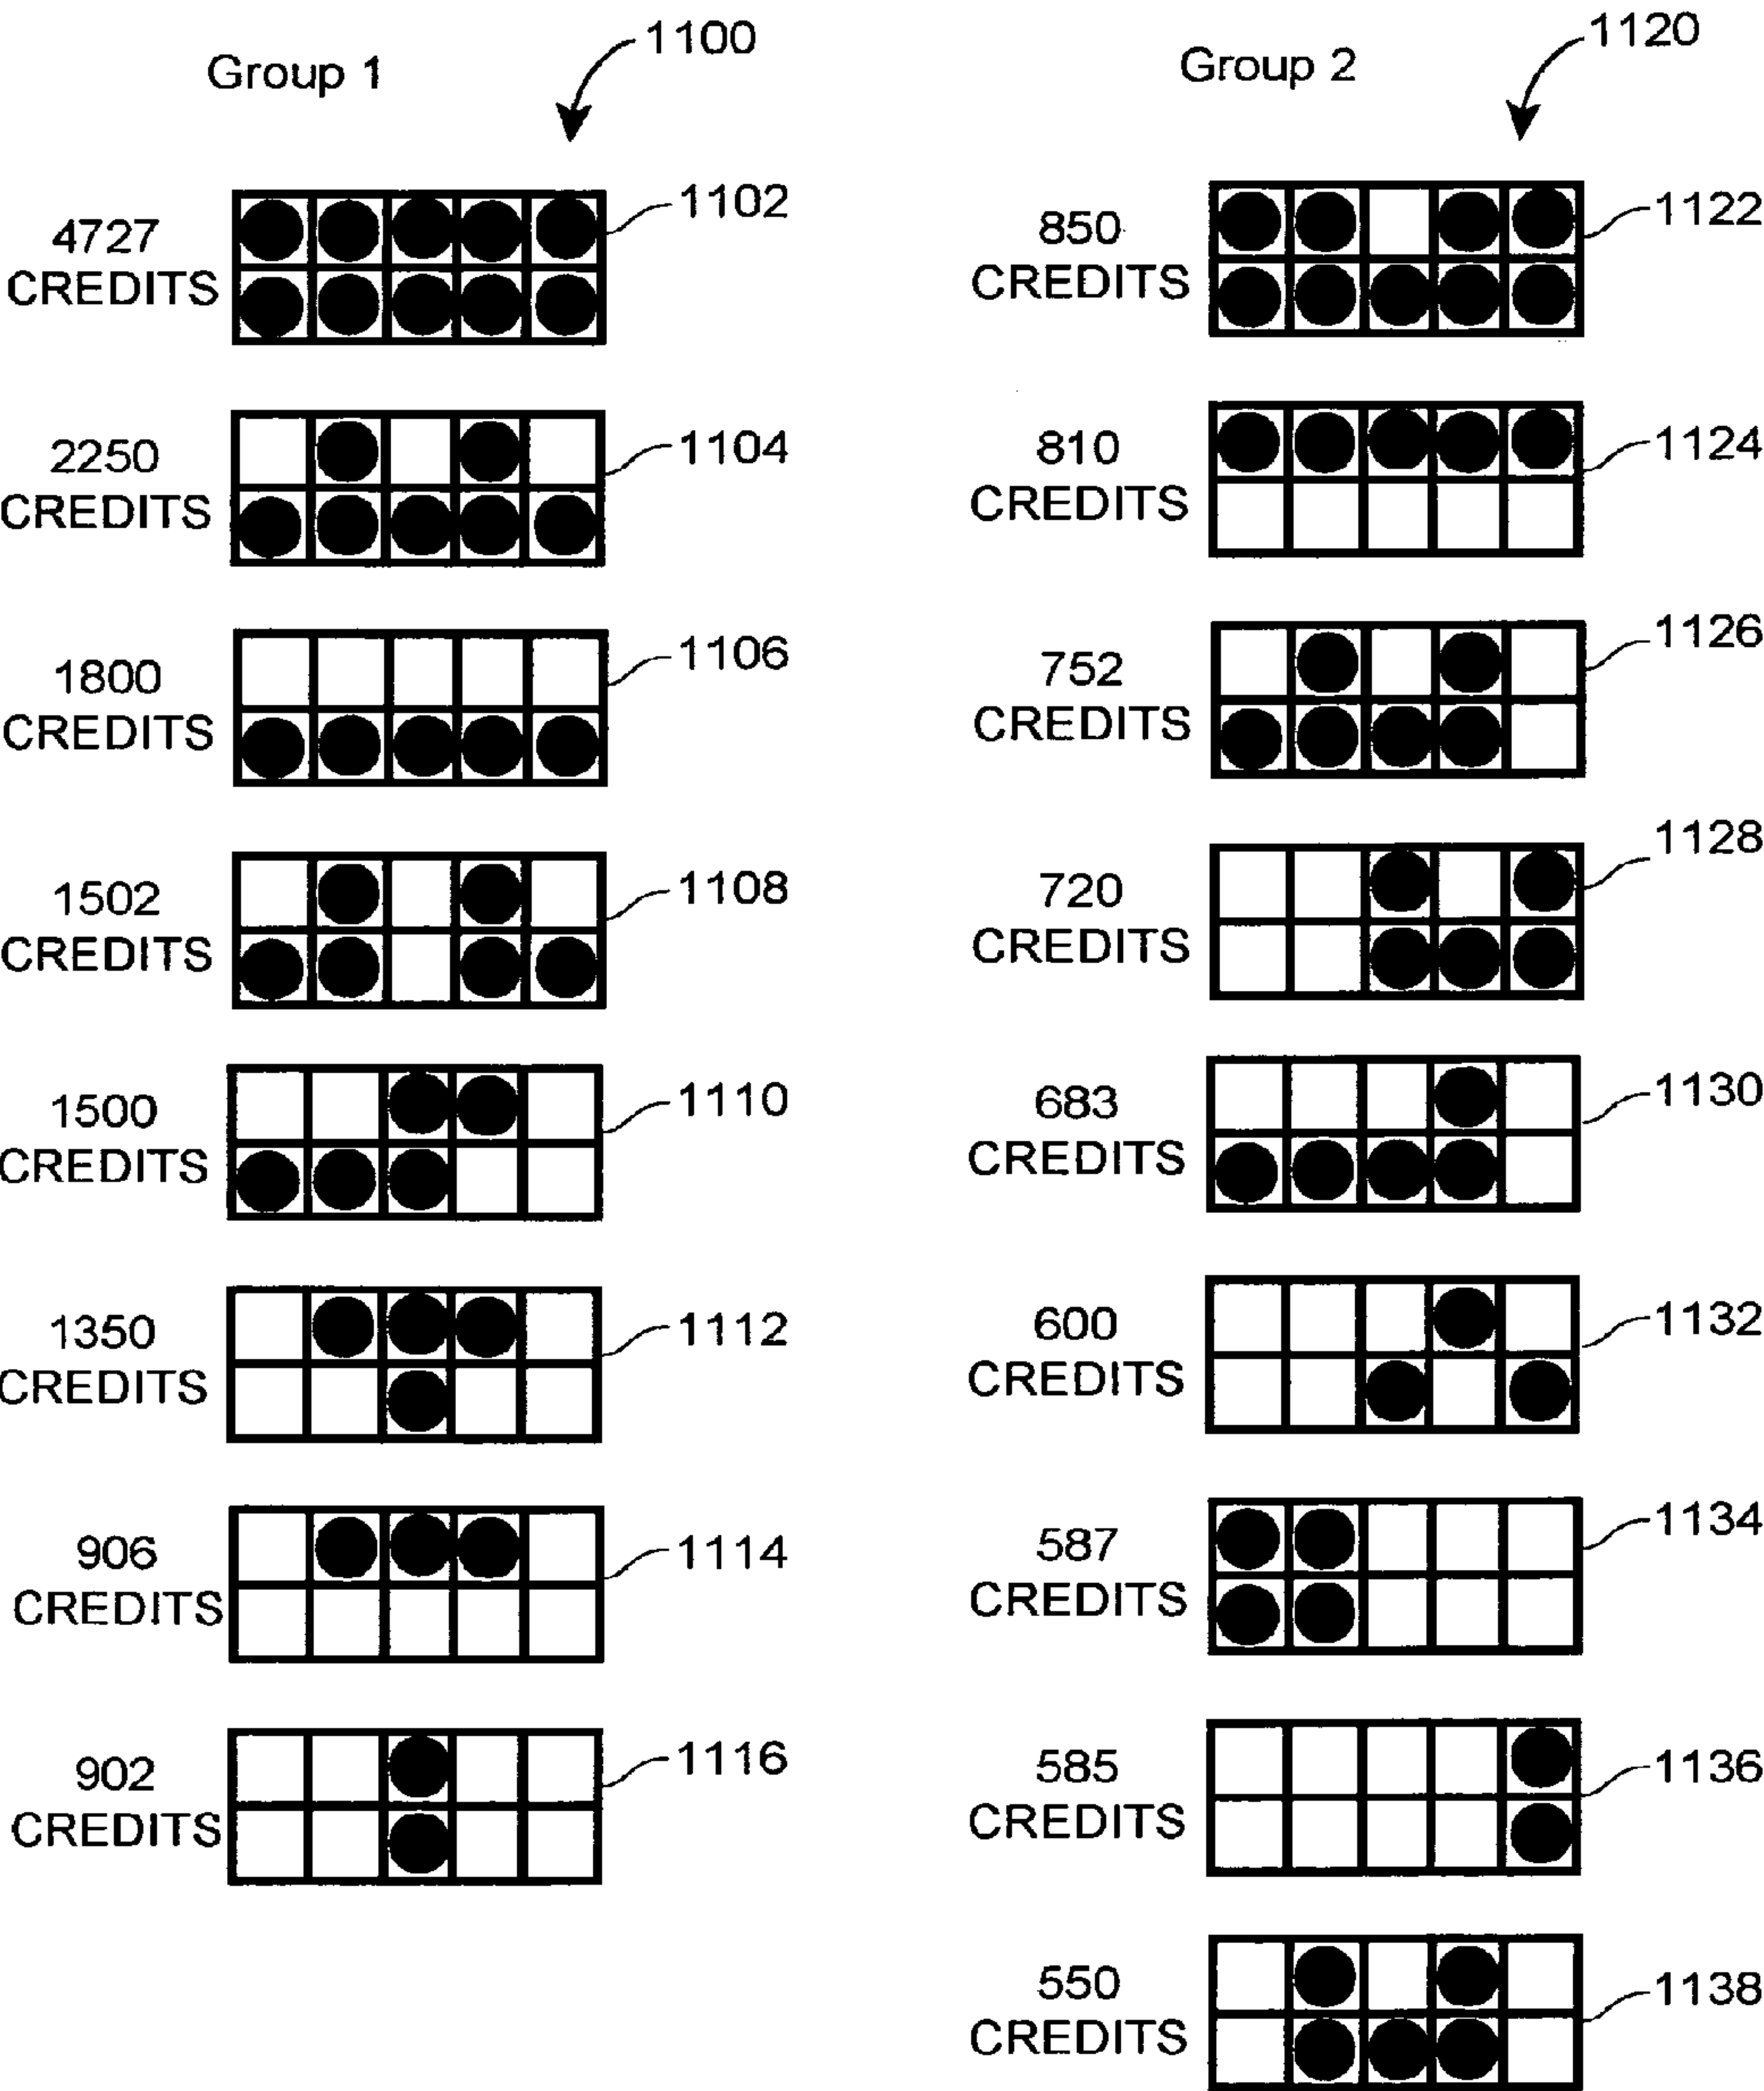 Group 1
1100
4727
CREDITS
1102
2250
CREDITS
1104
1800
CREDITS
1106
1502
CREDITS
1108
1500
CREDITS
1110
1350
CREDITS
1112
906
CREDITS
1114
902
CREDITS
1116
Group 2
1120
850
CREDITS
1122
810
CREDITS
1124
752
CREDITS
1126
720
CREDITS
1128
683
CREDITS
1130
600
CREDITS
1132
587
CREDITS
1134
585
CREDITS
1136
550
CREDITS
1138